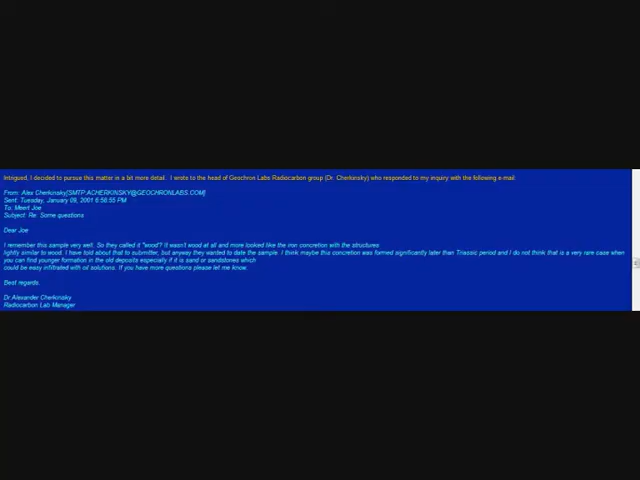 Intrigued, I decided to pursue this matter in a bit more detail. I wrote to the head of Geochron Labs Radiocarbon group (Dr. Cherkinsky) who responded to my inquiry with the following e-mail:
From: Alex Cherkinsky[SMTP:ACHERKINSKY@GEOCHRONLABS.COM]
Sent: Tuesday, January 09, 2001 6:56:55 PM
To: Meert Joe
Subject: Re: Some questions
Dear Joe
I remember this sample very well. So they called it "wood? It wasn't wood at all and more looked like the iron concretion with the structures
lightly similar to wood. I have told about that to submitter, but anyway they wanted to date the sample. I think maybe this concretion was formed significantly later than Triassic period and I do not think that is a very rare case when
you can find younger formation in the old deposits especially if it is sand or sandstones which
could be easy infiltrated with oil solutions. If you have more questions please let me know.
Best regards.
Dr.Alexander Cherkinsky
Radiocarbon Lab Manager